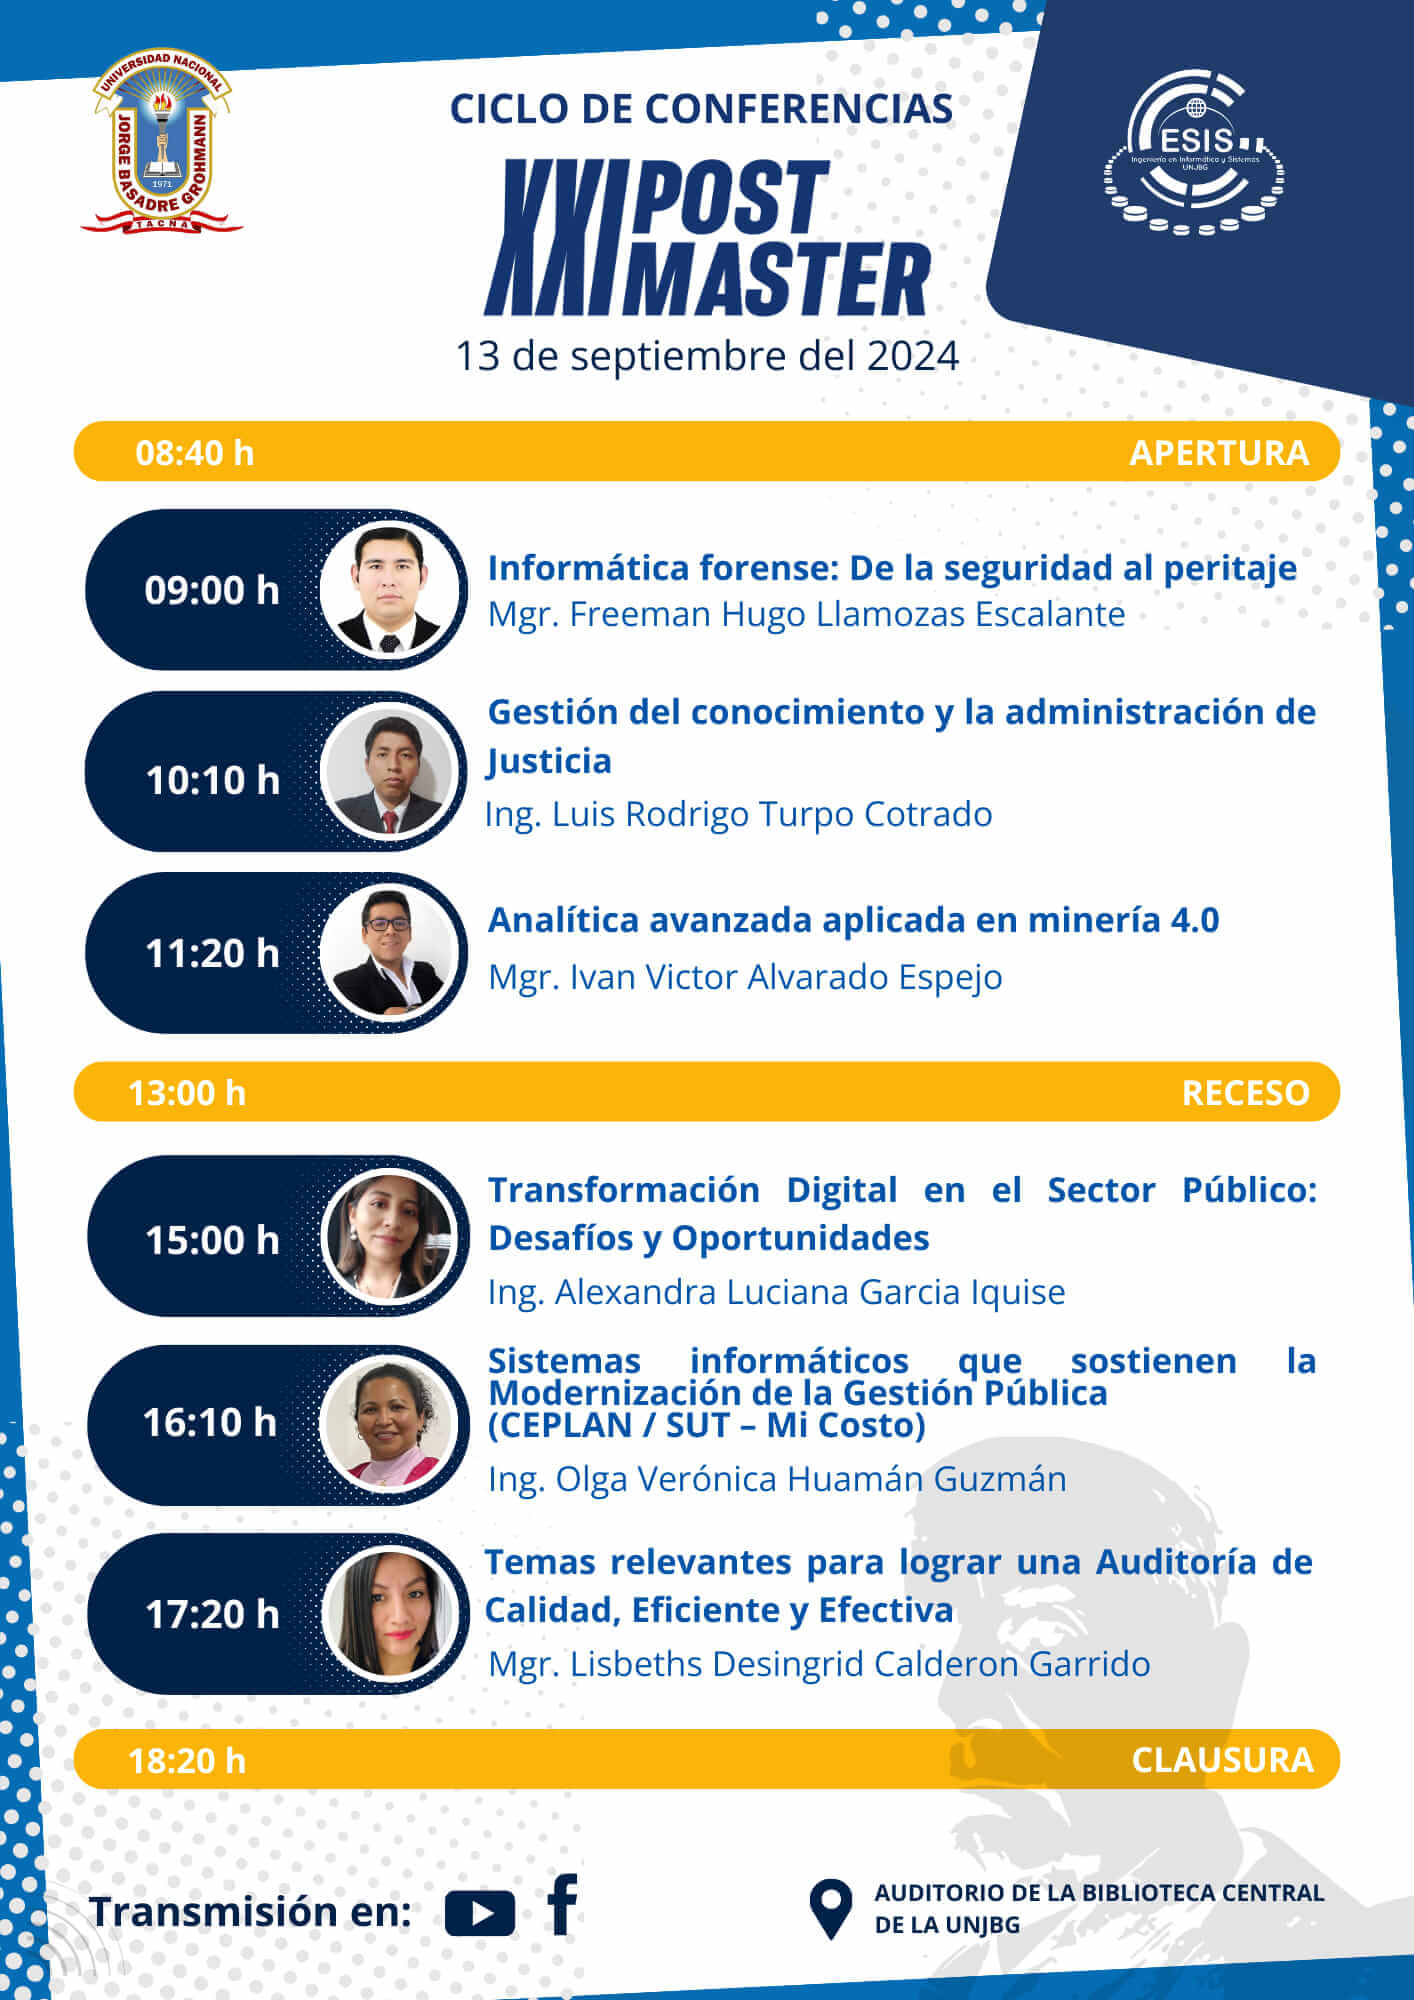 UNIVERSIDAD NACIONAL
JORGE BASADRE GROHMANN
1971
TACNA
CICLO DE CONFERENCIAS
XXI POST
MASTER
13 de septiembre del 2024
ESIS
Ingeniería en Informática y Sistemas
UNJBG
08:40 h APERTURA
09:00 h
Informática forense: De la seguridad al peritaje
Mgr. Freeman Hugo Llamozas Escalante
10:10 h
Gestión del conocimiento y la administración de
Justicia
Ing. Luis Rodrigo Turpo Cotrado
11:20 h
Analítica avanzada aplicada en minería 4.0
Mgr. Ivan Victor Alvarado Espejo
13:00 h RECESO
15:00 h
Transformación Digital en el Sector Público:
Desafíos y Oportunidades
Ing. Alexandra Luciana Garcia Iquise
16:10 h
Sistemas informáticos que sostienen la
Modernización de la Gestión Pública
(CEPLAN / SUT – Mi Costo)
Ing. Olga Verónica Huamán Guzmán
17:20 h
Temas relevantes para lograr una Auditoría de
Calidad, Eficiente y Efectiva
Mgr. Lisbeths Desingrid Calderon Garrido
18:20 h CLAUSURA
Transmisión en:
AUDITORIO DE LA BIBLIOTECA CENTRAL
DE LA UNJBG